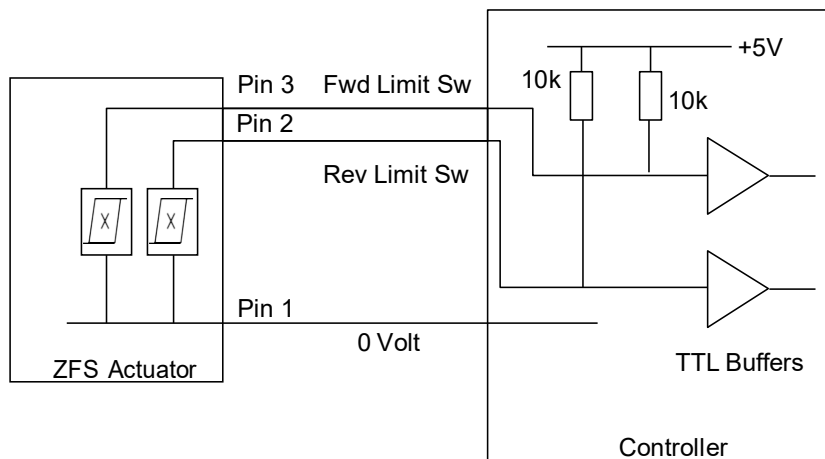 +5V
10k
10k
Pin 3 Fwd Limit Sw
Pin 2
Rev Limit Sw
X X
Pin 1
0 Volt
ZFS Actuator
TTL Buffers
Controller